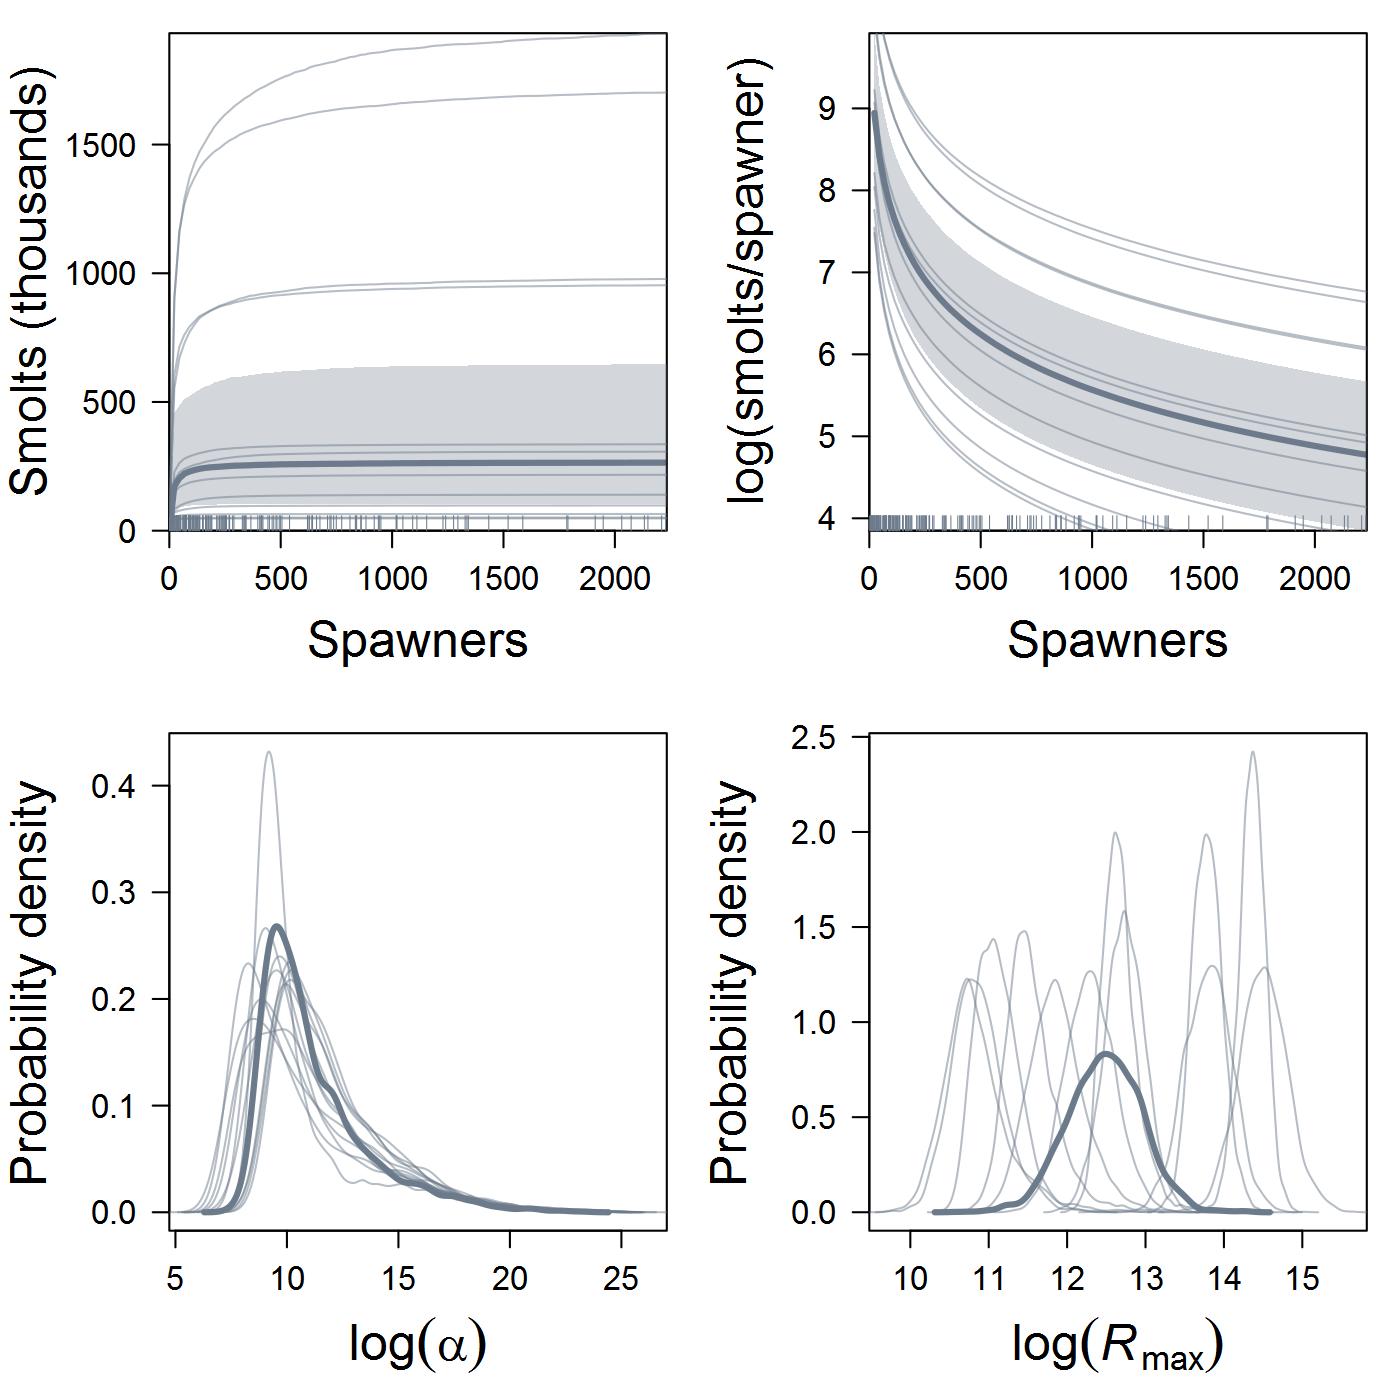 Smolts (thousands)
1500
1000
500
0
0 500 1000 1500 2000
Spawners
log(smolts/spawner)
9
8
7
6
5
4
0 500 1000 1500 2000
Spawners
Probability density
0.4
0.3
0.2
0.1
0.0
5 10 15 20 25
log(α)
Probability density
2.5
2.0
1.5
1.0
0.5
0.0
10 11 12 13 14 15
log(Rmax)